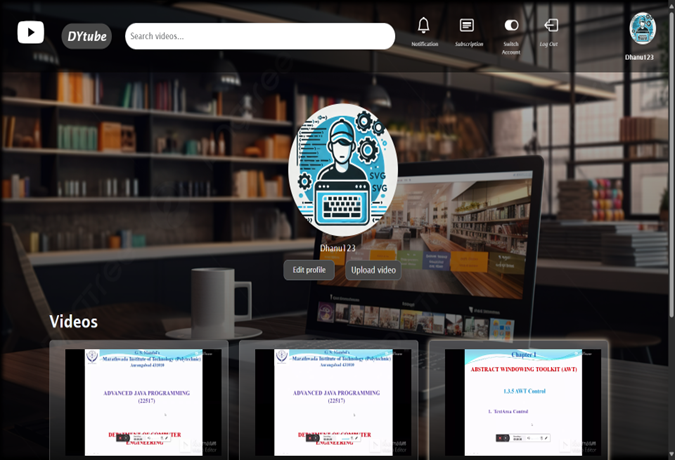 DYtube
Search videos...
Notification
Subscription
Switch
Account
Log Out
Dhanu123
SVG
SVG
Dhanu123
Edit profile
Upload video
Videos
Marathwada Institute of Technology (Polytechnic)
Aurangabad 431010
ADVANCED JAVA PROGRAMMING
(22517)
DEPARTMENT OF COMPUTER
ENGINEERING
Marathwada Institute of Technology (Polytechnic)
Aurangabad 431010
ADVANCED JAVA PROGRAMMING
(22517)
DEPARTMENT OF COMPUTER
ENGINEERING
Chapter 1
ABSTRACT WINDOWING TOOLKIT (AWT)
1.1.5 AWT Control
1. TextArea Control